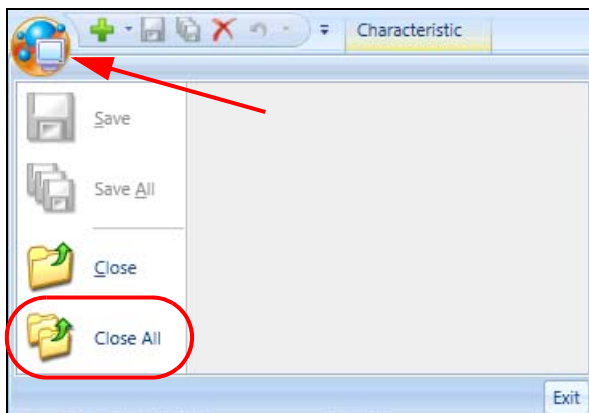 Characteristic
Save
Save All
Close
Close All
Exit